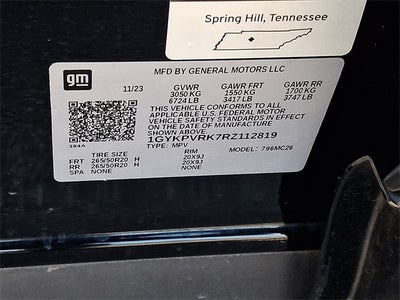 Spring Hill, Tennessee
gm
MFD BY GENERAL MOTORS LLC
11/23 GVWR GAWR FRT GAWR RR
3050 KG 1550 KG 1700 KG
6724 LB 3417 LB 3747 LB
THIS VEHICLE CONFORMS TO ALL
APPLICABLE U.S. FEDERAL MOTOR
VEHICLE SAFETY STANDARDS IN EFFECT
ON THE DATE OF MANUFACTURE
SHOWN ABOVE.
1GYKPVRK7RZ112819
384A TYPE: MPV MODEL: 796MC26
TIRE SIZE RIM
FRT 265/50R20 H 20X9J
RR 265/50R20 H 20X9J
SPA NONE NONE